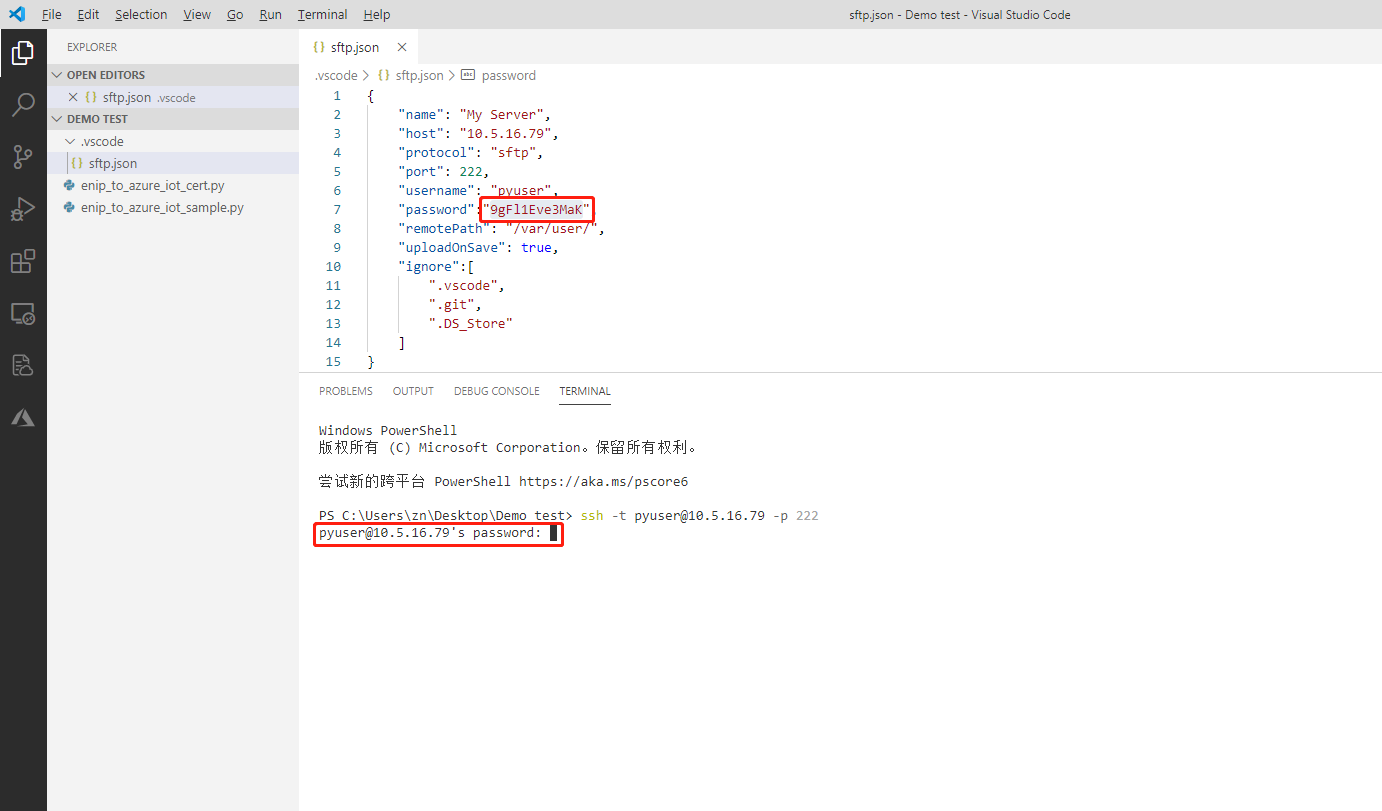 File Edit Selection View Go Run Terminal Help
sftp.json - Demo test - Visual Studio Code
EXPLORER
OPEN EDITORS
sftp.json .vscode
DEMO TEST
.vscode
sftp.json
enip_to_azure_iot_cert.py
enip_to_azure_iot_sample.py
{} sftp.json
.vscode > {} sftp.json > abc password
1 {
2 "name": "My Server",
3 "host": "10.5.16.79",
4 "protocol": "sftp",
5 "port": 222,
6 "username": "pyuser",
7 "password":"9gFl1Eve3MaK"
8 "remotePath": "/var/user/",
9 "uploadOnSave": true,
10 "ignore":[
11 ".vscode",
12 ".git",
13 ".DS_Store"
14 ]
15 }
PROBLEMS OUTPUT DEBUG CONSOLE TERMINAL
Windows PowerShell
版权所有 (C) Microsoft Corporation。保留所有权利。
尝试新的跨平台 PowerShell https://aka.ms/pscore6
PS C:\Users\zn\Desktop\Demo test> ssh -t pyuser@10.5.16.79 -p 222
pyuser@10.5.16.79's password: